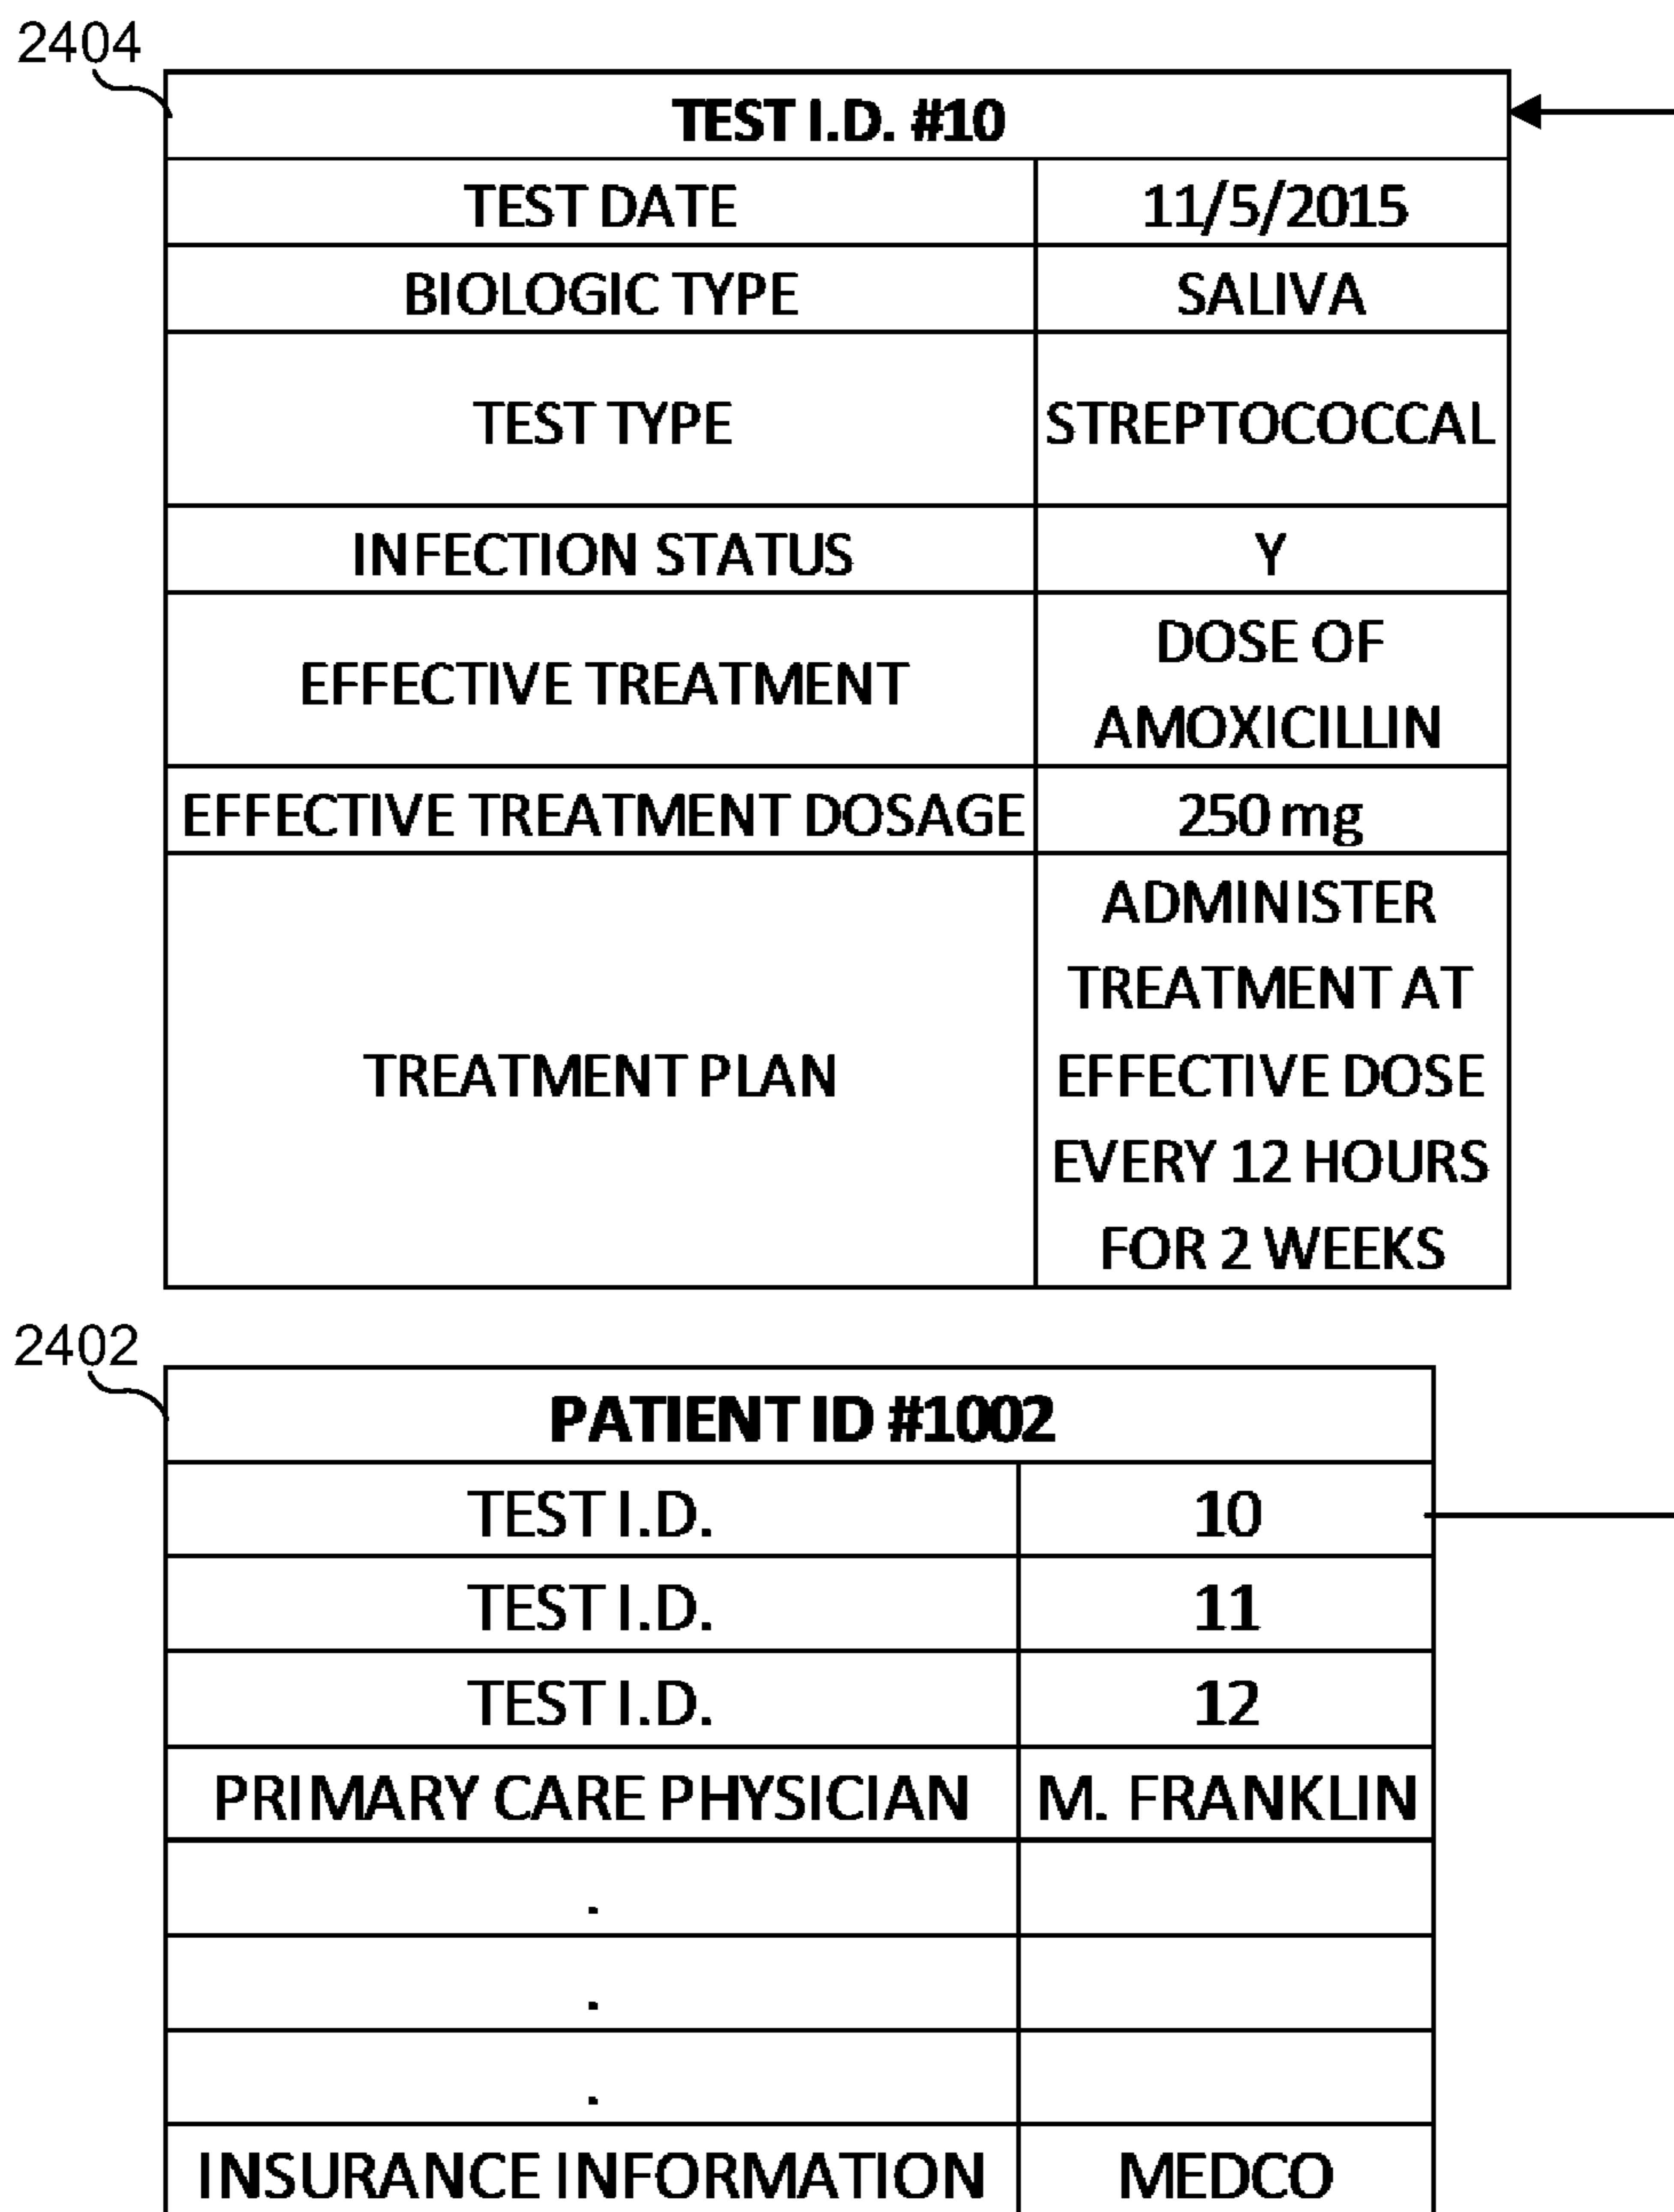 2404
TEST I.D. #10
TEST DATE 11/5/2015
BIOLOGIC TYPE SALIVA
TEST TYPE STREPTOCOCCAL
INFECTION STATUS Y
EFFECTIVE TREATMENT DOSE OF
AMOXICILLIN
EFFECTIVE TREATMENT DOSAGE 250 mg
TREATMENT PLAN ADMINISTER
TREATMENT AT
EFFECTIVE DOSE
EVERY 12 HOURS
FOR 2 WEEKS
2402
PATIENT ID #1002
TEST I.D. 10
TEST I.D. 11
TEST I.D. 12
PRIMARY CARE PHYSICIAN M. FRANKLIN
.
.
.
INSURANCE INFORMATION MEDCO